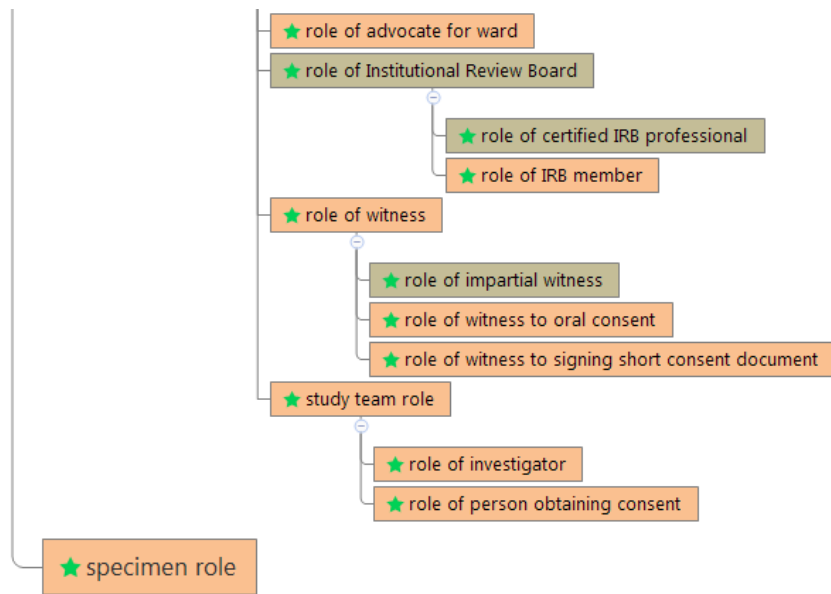 role of advocate for ward
role of Institutional Review Board
role of certified IRB professional
role of IRB member
role of witness
role of impartial witness
role of witness to oral consent
role of witness to signing short consent document
study team role
role of investigator
role of person obtaining consent
specimen role